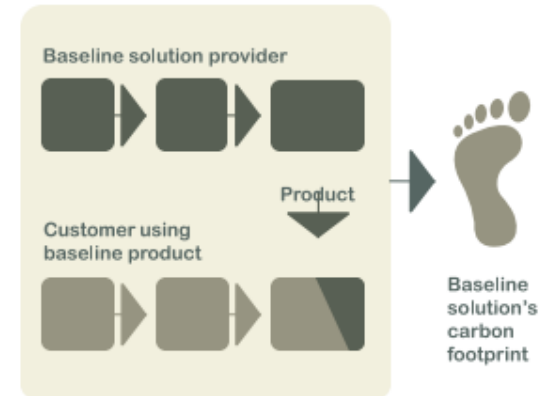 Baseline solution provider
Product
Customer using
baseline product
Baseline
solution's
carbon
footprint